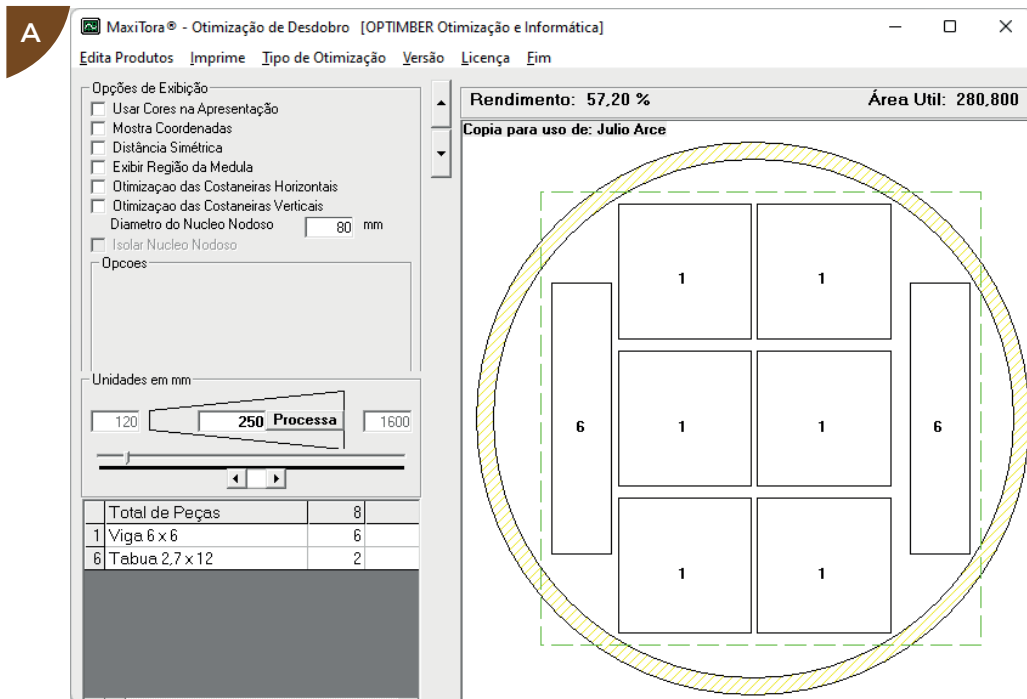 A
MaxiTora® - Otimização de Desdobro [OPTIMBER Otimização e Informática]
Edita Produtos Imprime Tipo de Otimização Versão Licença Fim
Opções de Exibição
Usar Cores na Apresentação
Mostra Coordenadas
Distância Simétrica
Exibir Região da Medula
Otimizaçao das Costaneiras Horizontais
Otimizaçao das Costaneiras Verticais
Diametro do Nucleo Nodoso 80 mm
Isolar Nucleo Nodoso
Opcoes
Unidades em mm
120 250 Processa 1600
Total de Peças 8
1 Viga 6 x 6 6
6 Tabua 2,7 x 12 2
Rendimento: 57,20 % Área Util: 280,800
Copia para uso de: Julio Arce
1 1
6 1 1 6
1 1